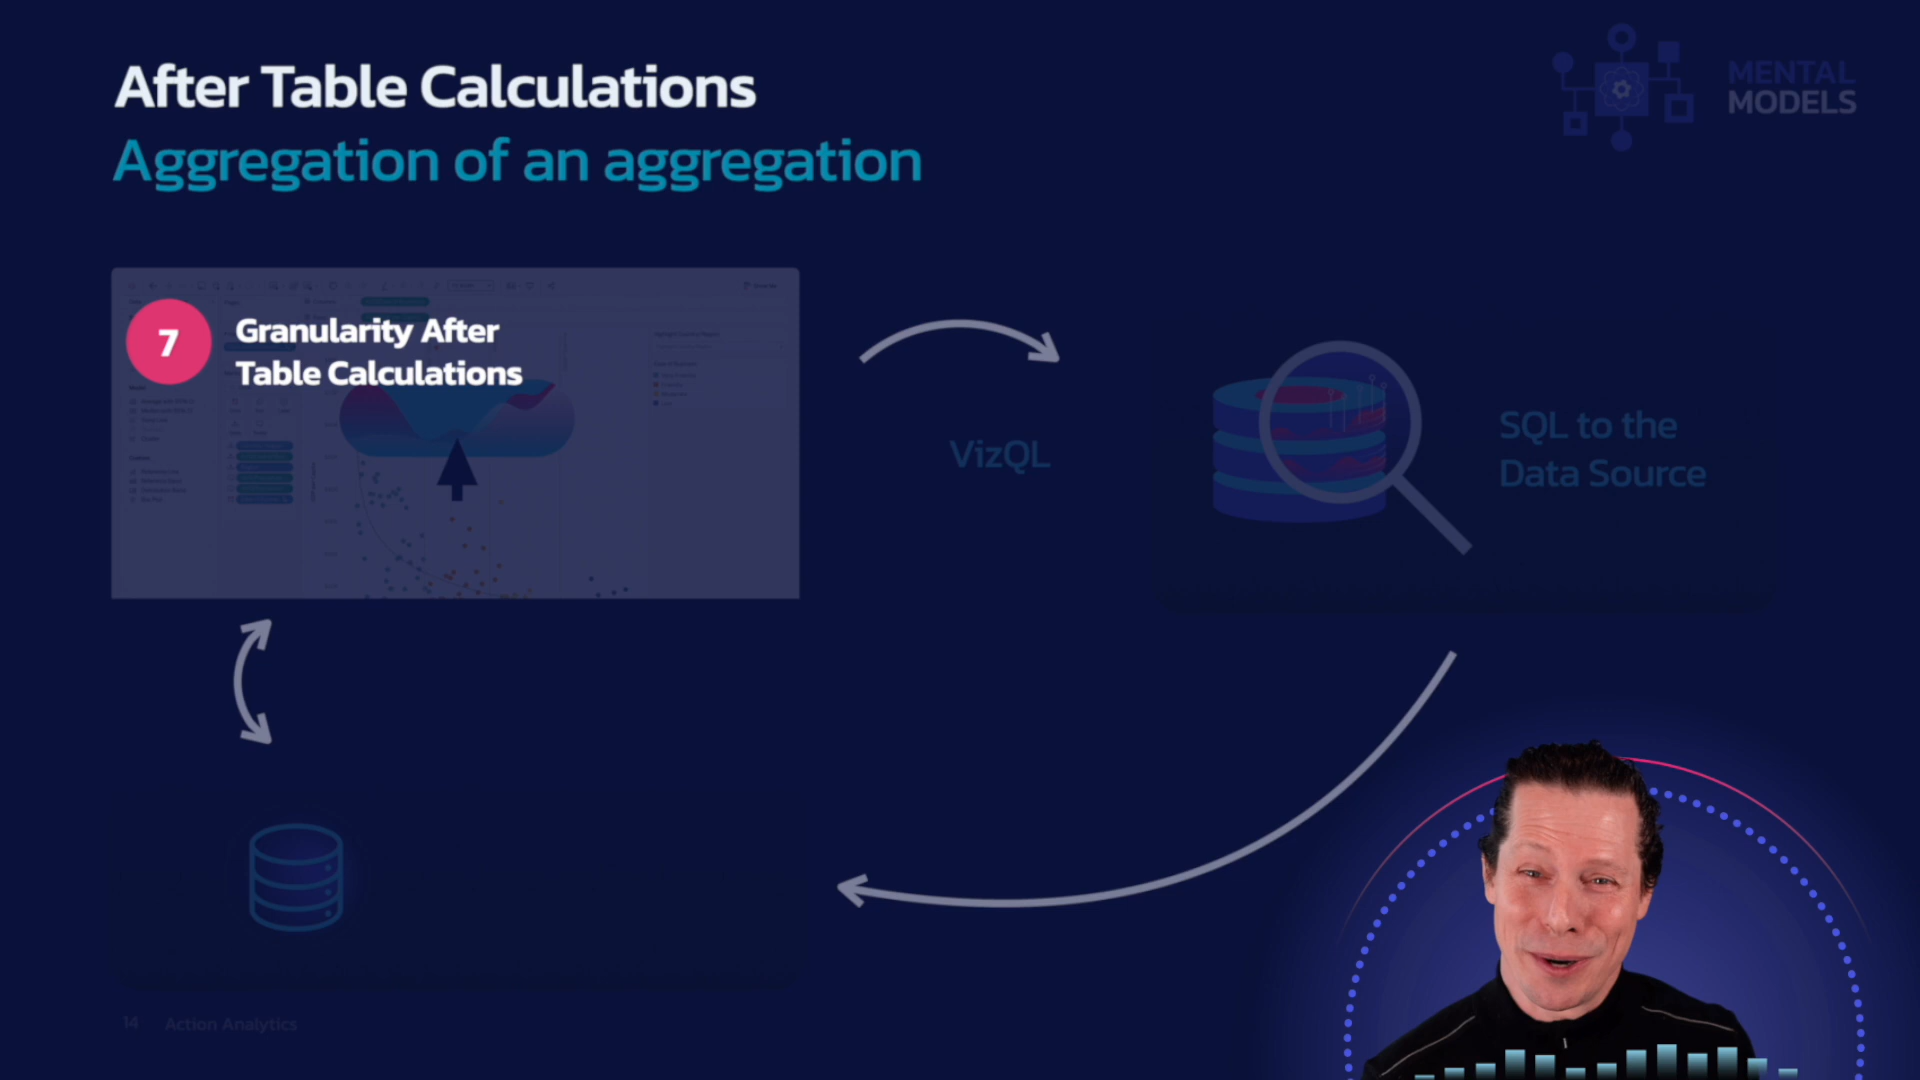 After Table Calculations
Aggregation of an aggregation
MENTAL
MODELS
7
Granularity After
Table Calculations
VizQL
SQL to the
Data Source
14 Action Analytics